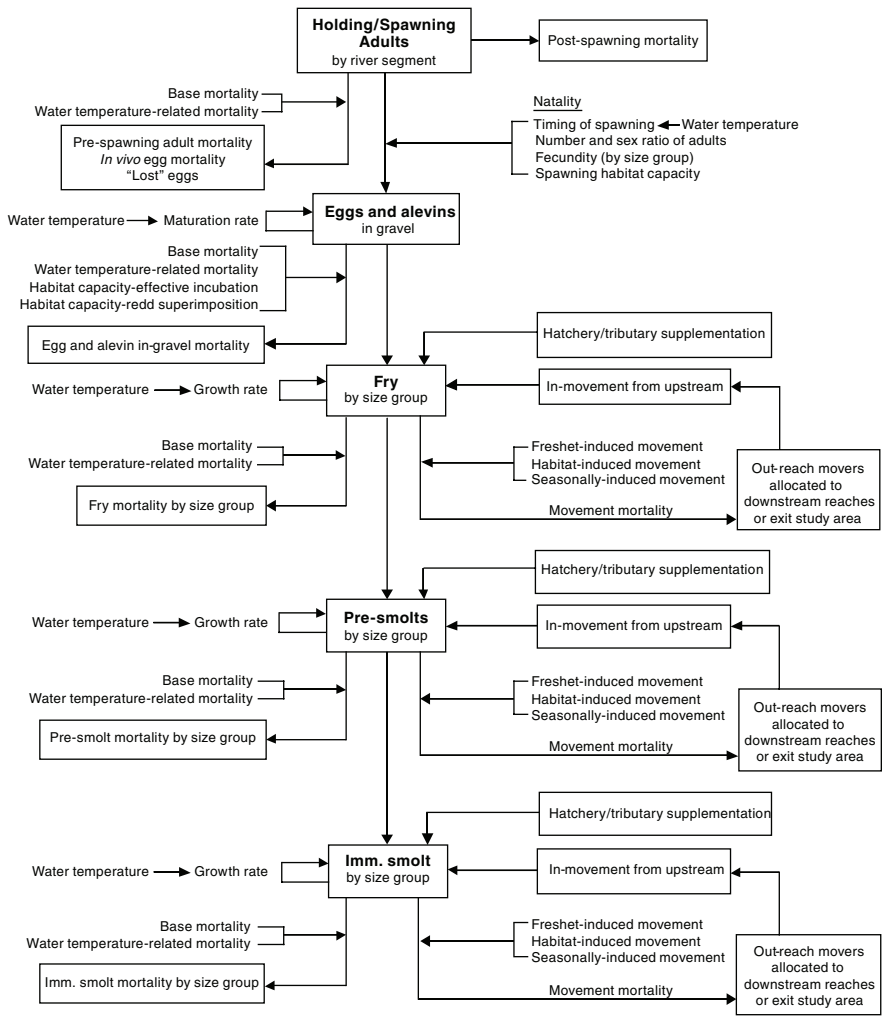 Holding/Spawning
Adults
by river segment
Post-spawning mortality
Base mortality
Water temperature-related mortality
Natality
Timing of spawning
Water temperature
Number and sex ratio of adults
Fecundity (by size group)
Spawning habitat capacity
Pre-spawning adult mortality
In vivo egg mortality
“Lost” eggs
Eggs and alevins
in gravel
Water temperature
Maturation rate
Base mortality
Water temperature-related mortality
Habitat capacity-effective incubation
Habitat capacity-redd superimposition
Egg and alevin in-gravel mortality
Hatchery/tributary supplementation
Fry
by size group
Water temperature
Growth rate
In-movement from upstream
Base mortality
Water temperature-related mortality
Freshet-induced movement
Habitat-induced movement
Seasonally-induced movement
Out-reach movers
allocated to
downstream reaches
or exit study area
Fry mortality by size group
Movement mortality
Hatchery/tributary supplementation
Pre-smolts
by size group
Water temperature
Growth rate
In-movement from upstream
Base mortality
Water temperature-related mortality
Freshet-induced movement
Habitat-induced movement
Seasonally-induced movement
Out-reach movers
allocated to
downstream reaches
or exit study area
Pre-smolt mortality by size group
Movement mortality
Hatchery/tributary supplementation
Imm. smolt
by size group
Water temperature
Growth rate
In-movement from upstream
Base mortality
Water temperature-related mortality
Freshet-induced movement
Habitat-induced movement
Seasonally-induced movement
Out-reach movers
allocated to
downstream reaches
or exit study area
Imm. smolt mortality by size group
Movement mortality